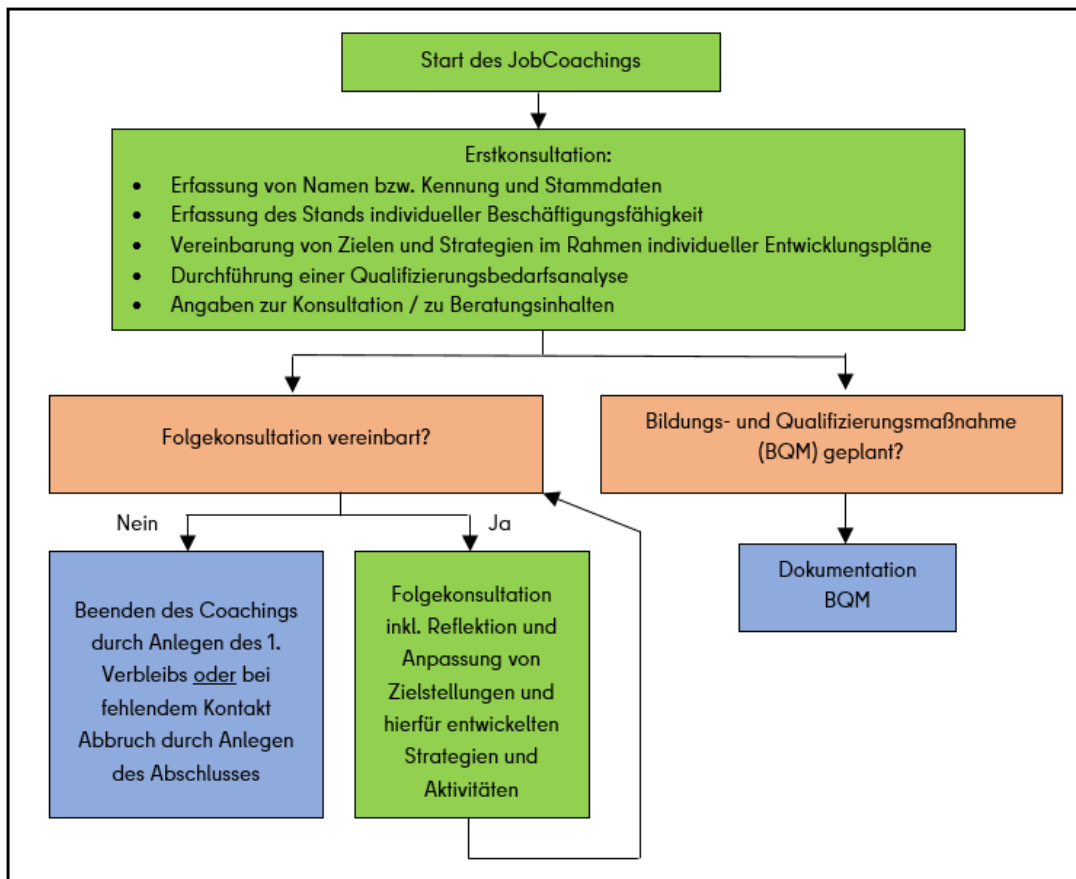 Start des JobCoachings
Erstkonsultation:
• Erfassung von Namen bzw. Kennung und Stammdaten
• Erfassung des Stands individueller Beschäftigungsfähigkeit
• Vereinbarung von Zielen und Strategien im Rahmen individueller Entwicklungspläne
• Durchführung einer Qualifizierungsbedarfsanalyse
• Angaben zur Konsultation / zu Beratungsinhalten
Folgekonsultation vereinbart?
Bildungs- und Qualifizierungsmaßnahme
(BQM) geplant?
Nein
Ja
Beenden des Coachings
durch Anlegen des 1.
Verbleibs oder bei
fehlendem Kontakt
Abbruch durch Anlegen
des Abschlusses
Folgekonsultation
inkl. Reflektion und
Anpassung von
Zielstellungen und
hierfür entwickelten
Strategien und
Aktivitäten
Dokumentation
BQM